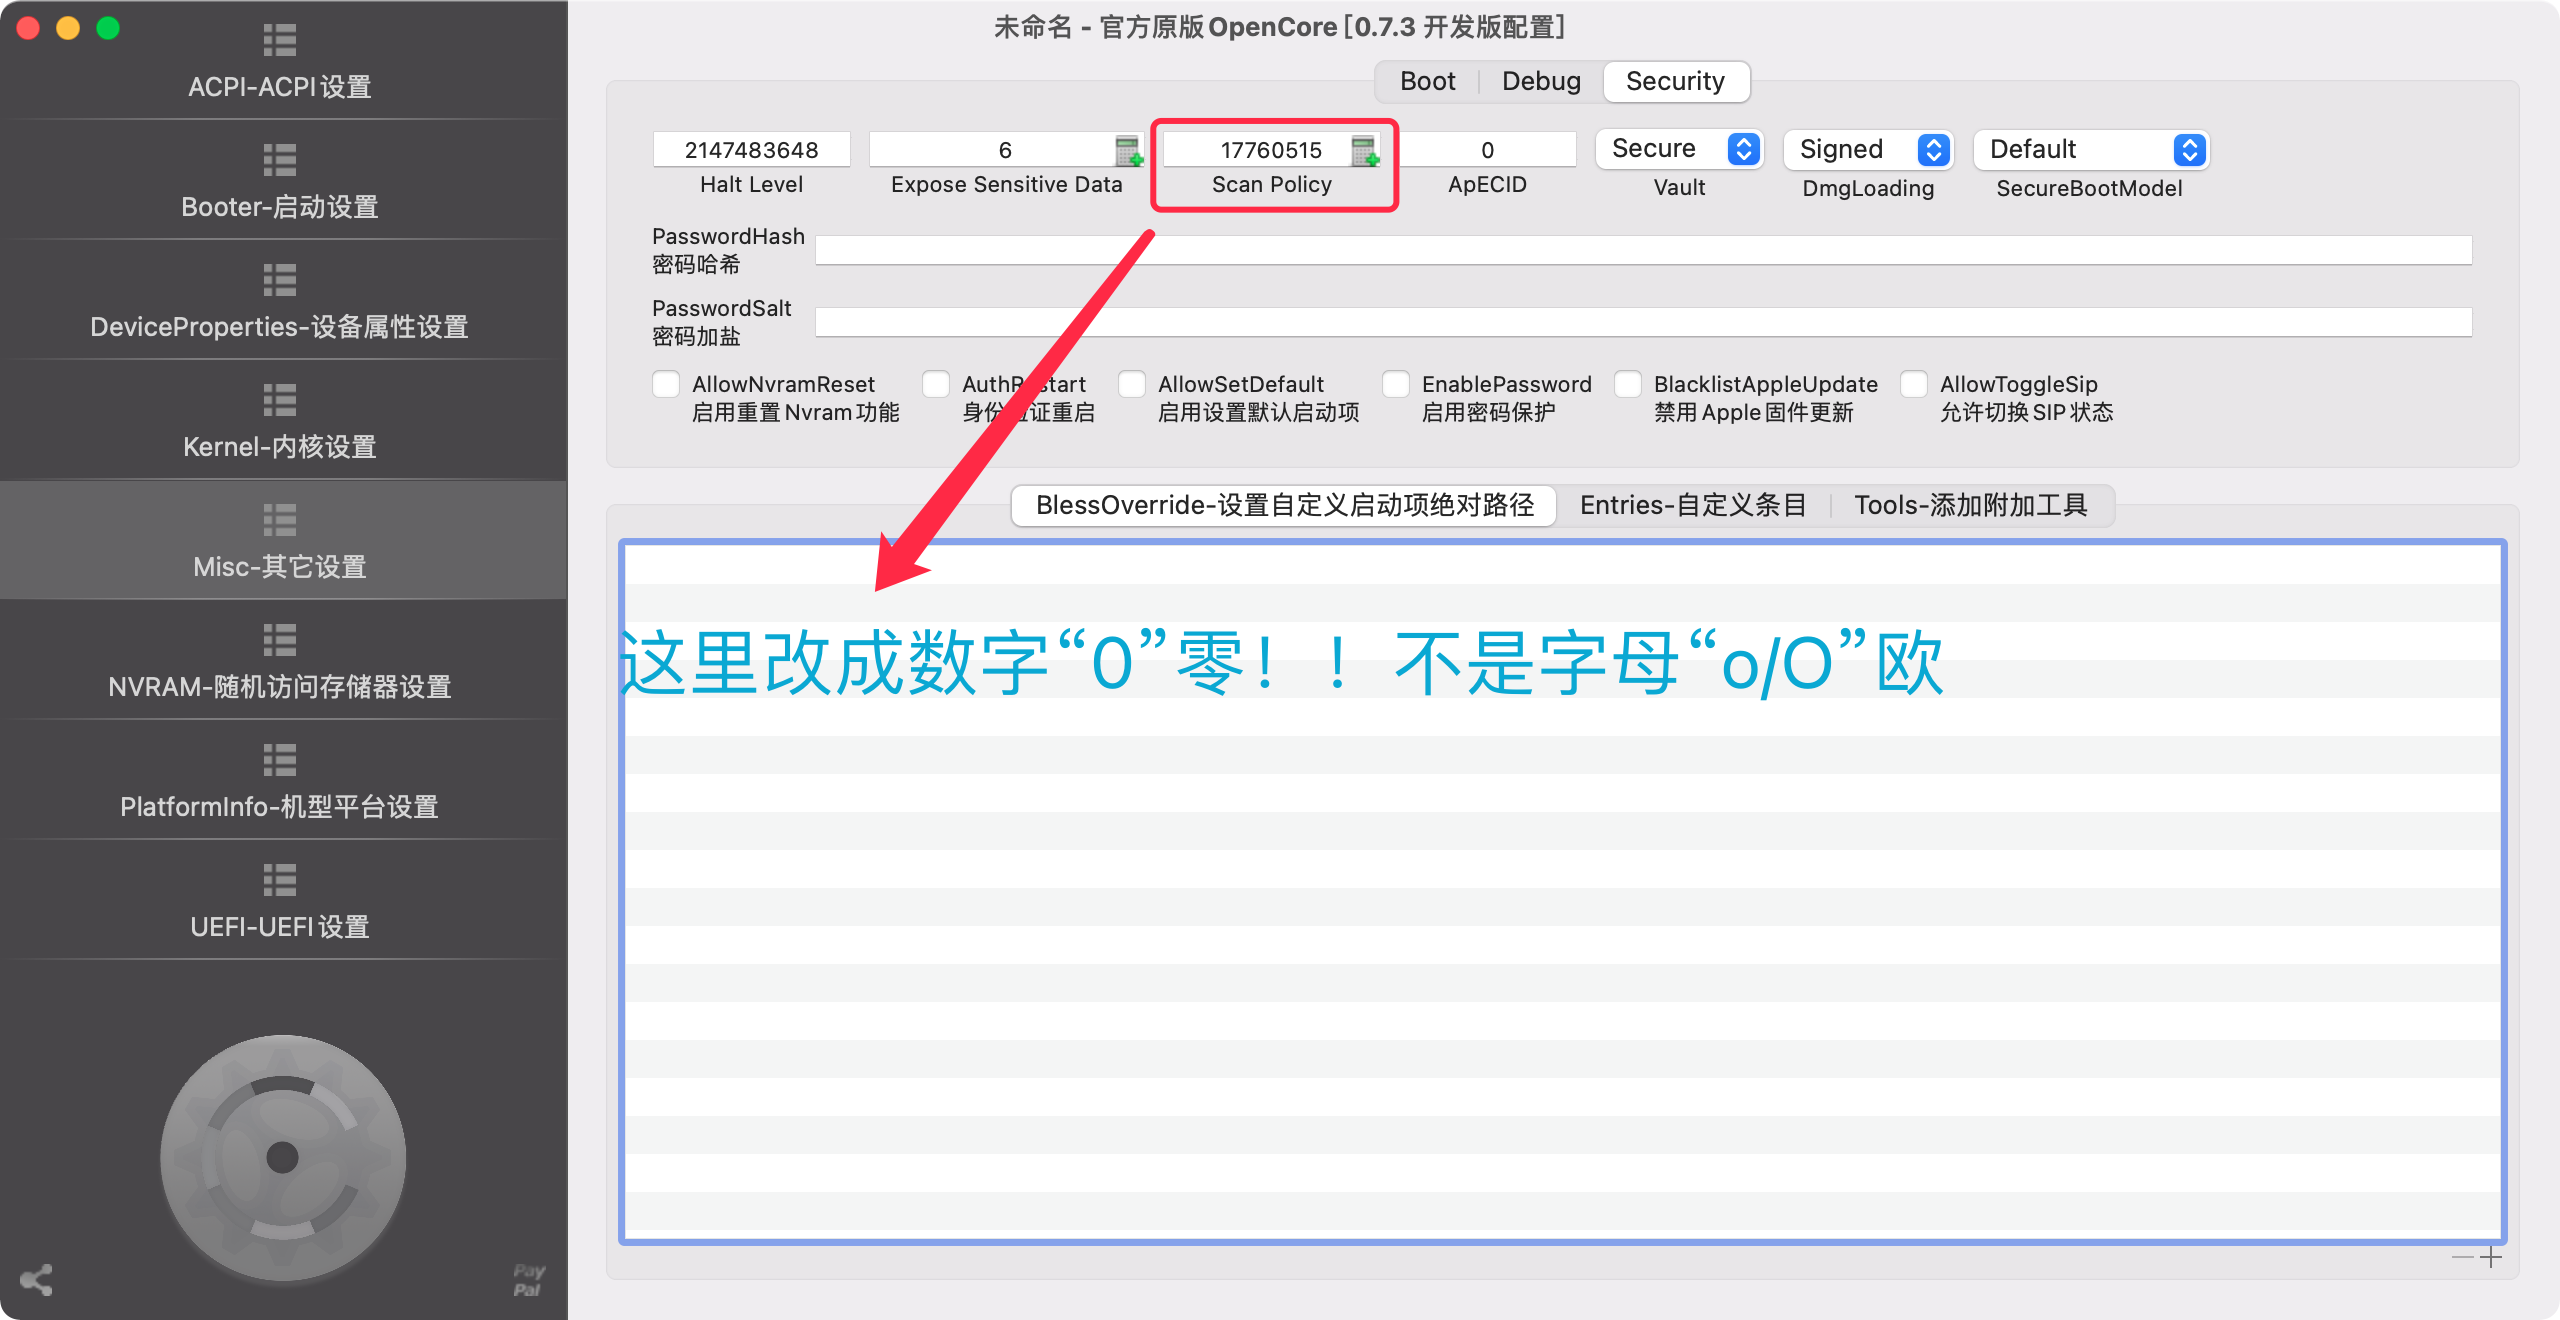 未命名 - 官方原版OpenCore[0.7.3 开发版配置]
ACPI-ACPI设置
Booter-启动设置
DeviceProperties-设备属性设置
Kernel-内核设置
Misc-其它设置
NVRAM-随机访问存储器设置
PlatformInfo-机型平台设置
UEFI-UEFI设置
Pay
Pal
Boot Debug Security
2147483648 6 17760515 0 Secure Signed Default
Halt Level Expose Sensitive Data Scan Policy ApECID Vault DmgLoading SecureBootModel
PasswordHash
密码哈希
PasswordSalt
密码加盐
AllowNvramReset
启用重置Nvram功能
身份 证重启
AllowSetDefault
启用设置默认启动项
EnablePassword
启用密码保护
BlacklistAppleUpdate
禁用Apple固件更新
AllowToggleSip
允许切换SIP状态
BlessOverride-设置自定义启动项绝对路径 Entries-自定义条目 Tools-添加附加工具
这里改成数字“0”零！！不是字母“o/O”欧